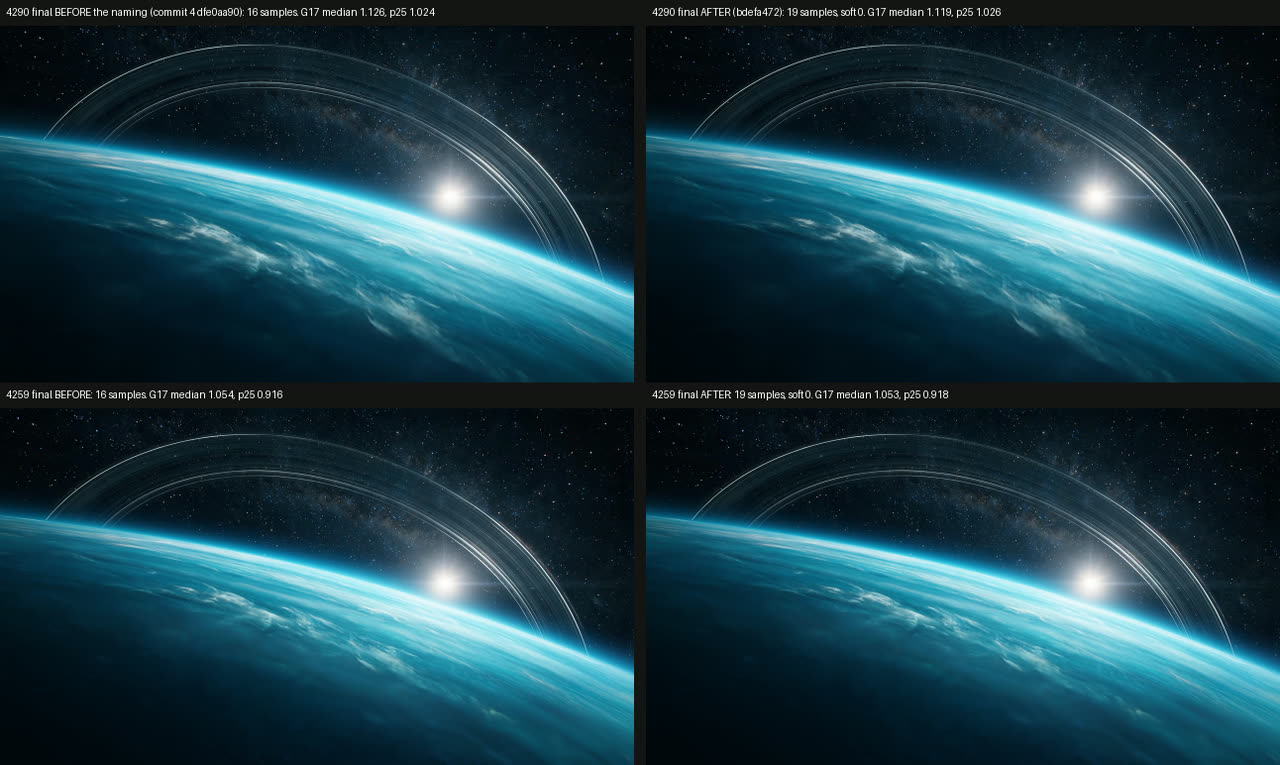 4290 final BEFORE the naming (commit 4dfe0aa90): 16 samples. G17 median 1.126, p25 1.024
4290 final AFTER (bdefa472): 19 samples, soft 0. G17 median 1.119, p25 1.026
4259 final BEFORE: 16 samples. G17 median 1.054, p25 0.916
4259 final AFTER: 19 samples, soft 0. G17 median 1.053, p25 0.918